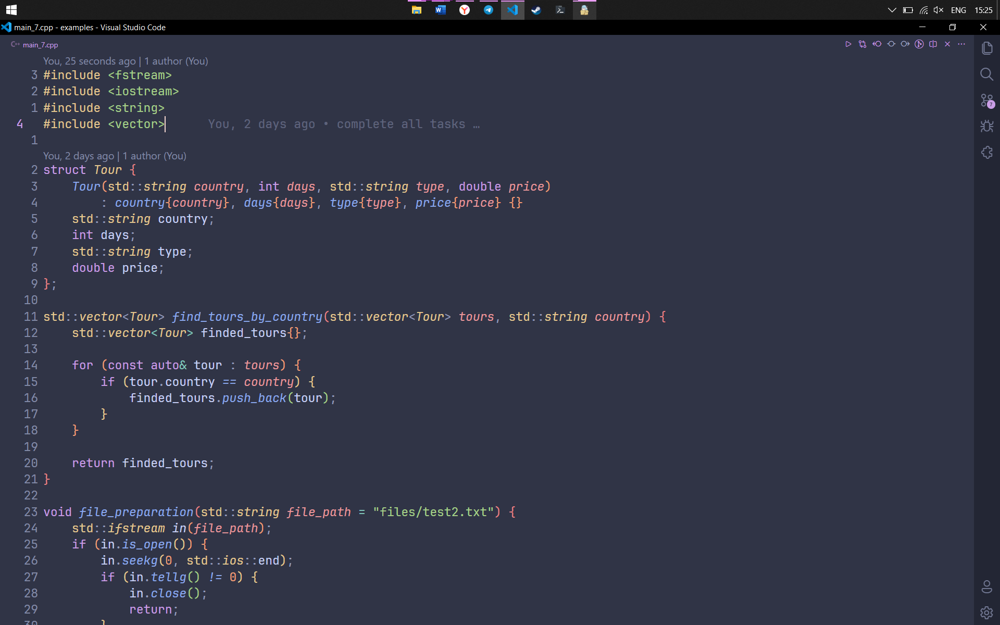 ENG 15:25
main_7.cpp - examples - Visual Studio Code
C++ main_7.cpp
You, 25 seconds ago | 1 author (You)
3 #include <fstream>
2 #include <iostream>
1 #include <string>
4 #include <vector> You, 2 days ago • complete all tasks …
1
You, 2 days ago | 1 author (You)
2 struct Tour {
3 Tour(std::string country, int days, std::string type, double price)
4 : country{country}, days{days}, type{type}, price{price} {}
5 std::string country;
6 int days;
7 std::string type;
8 double price;
9 };
10
11 std::vector<Tour> find_tours_by_country(std::vector<Tour> tours, std::string country) {
12 std::vector<Tour> finded_tours{};
13
14 for (const auto& tour : tours) {
15 if (tour.country == country) {
16 finded_tours.push_back(tour);
17 }
18 }
19
20 return finded_tours;
21 }
22
23 void file_preparation(std::string file_path = "files/test2.txt") {
24 std::ifstream in(file_path);
25 if (in.is_open()) {
26 in.seekg(0, std::ios::end);
27 if (in.tellg() != 0) {
28 in.close();
29 return;
30 }
7